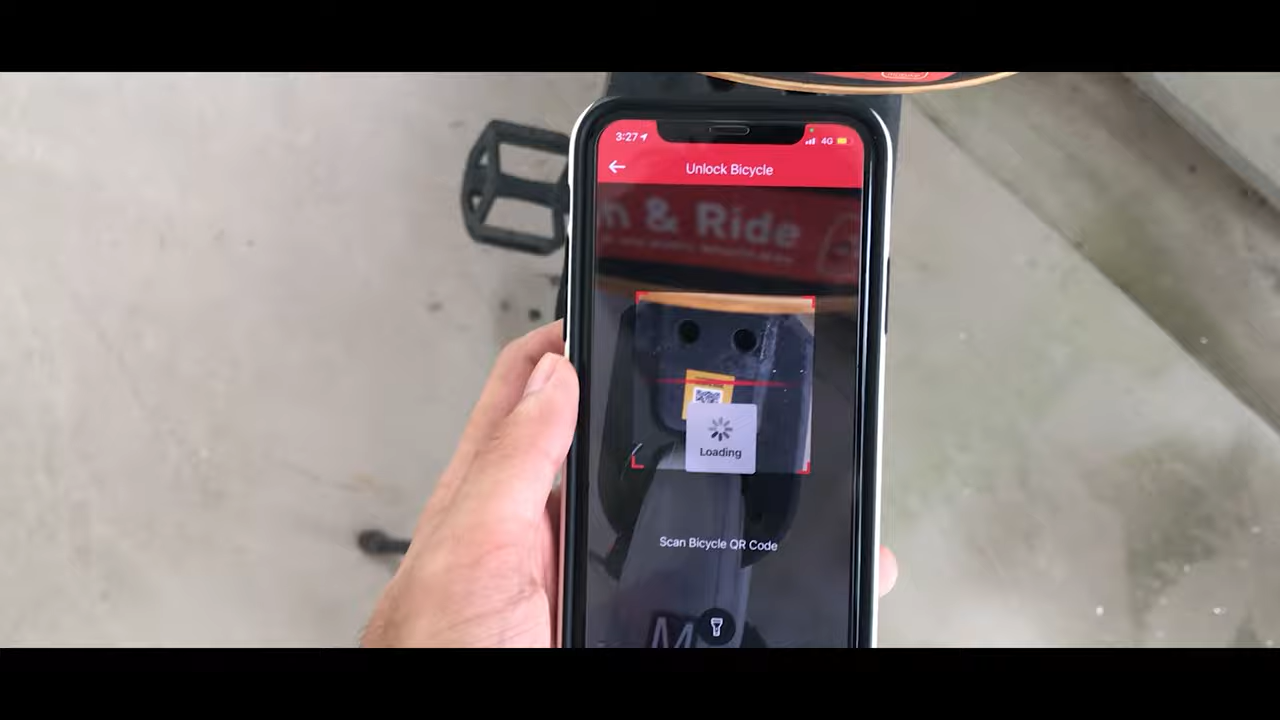 3:27
4G
Unlock Bicycle
n & Ride
Loading
Scan Bicycle QR Code
M